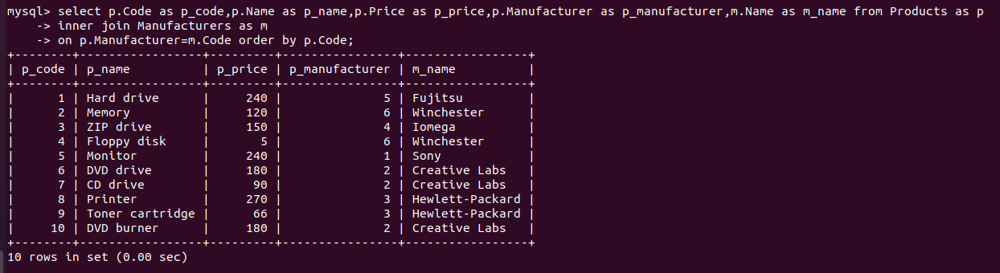 mysql> select p.Code as p_code,p.Name as p_name,p.Price as p_price,p.Manufacturer as p_manufacturer,m.Name as m_name from Products as p
    -> inner join Manufacturers as m
    -> on p.Manufacturer=m.Code order by p.Code;
+--------+-----------------+---------+----------------+-----------------+
| p_code | p_name          | p_price | p_manufacturer | m_name          |
+--------+-----------------+---------+----------------+-----------------+
|      1 | Hard drive      |     240 |              5 | Fujitsu         |
|      2 | Memory          |     120 |              6 | Winchester      |
|      3 | ZIP drive       |     150 |              4 | Iomega          |
|      4 | Floppy disk     |       5 |              6 | Winchester      |
|      5 | Monitor         |     240 |              1 | Sony            |
|      6 | DVD drive       |     180 |              2 | Creative Labs   |
|      7 | CD drive        |      90 |              2 | Creative Labs   |
|      8 | Printer         |     270 |              3 | Hewlett-Packard |
|      9 | Toner cartridge |      66 |              3 | Hewlett-Packard |
|     10 | DVD burner      |     180 |              2 | Creative Labs   |
+--------+-----------------+---------+----------------+-----------------+
10 rows in set (0.00 sec)